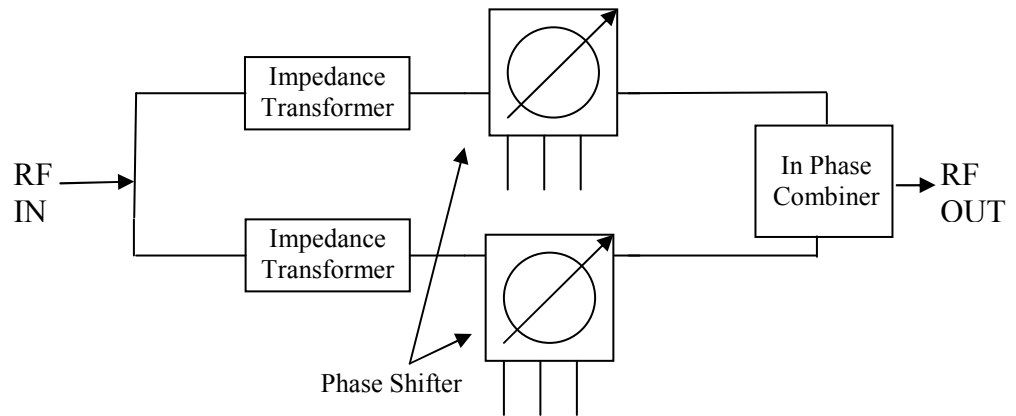 Impedance
Transformer
RF
IN
In Phase
Combiner
RF
OUT
Impedance
Transformer
Phase Shifter